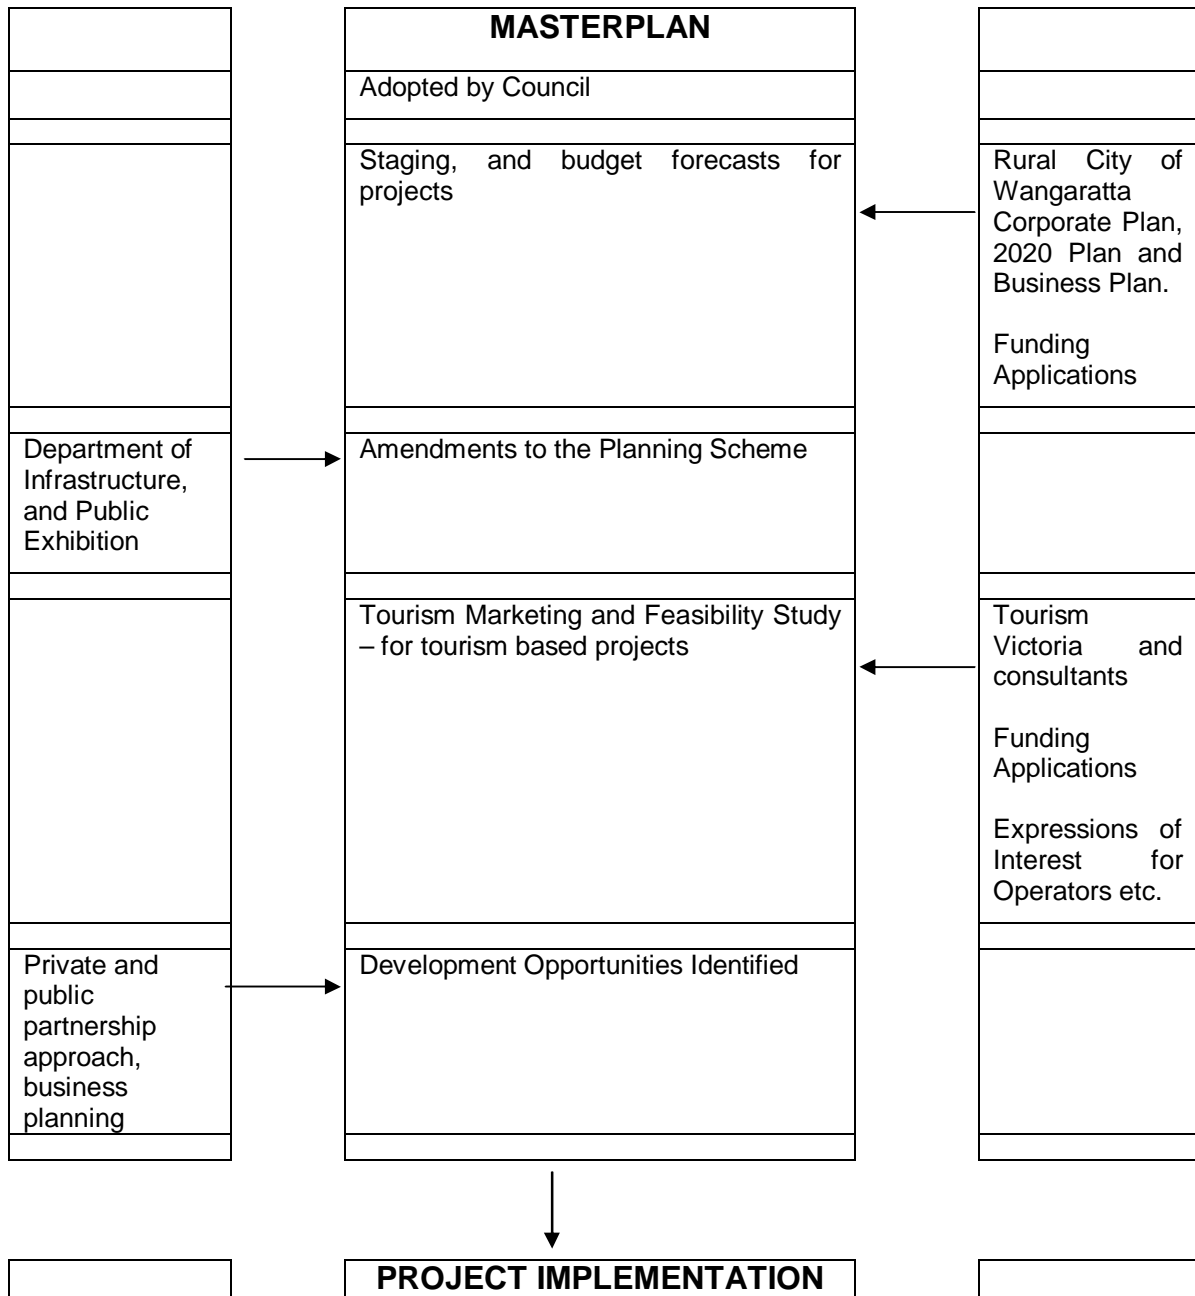 MASTERPLAN
Adopted by Council
Staging, and budget forecasts for
projects
Rural City of
Wangaratta
Corporate Plan,
2020 Plan and
Business Plan.
Funding
Applications
Department of
Infrastructure,
and Public
Exhibition
Amendments to the Planning Scheme
Tourism Marketing and Feasibility Study
– for tourism based projects
Tourism
Victoria and
consultants
Funding
Applications
Expressions of
Interest for
Operators etc.
Private and
public
partnership
approach,
business
planning
Development Opportunities Identified
PROJECT IMPLEMENTATION